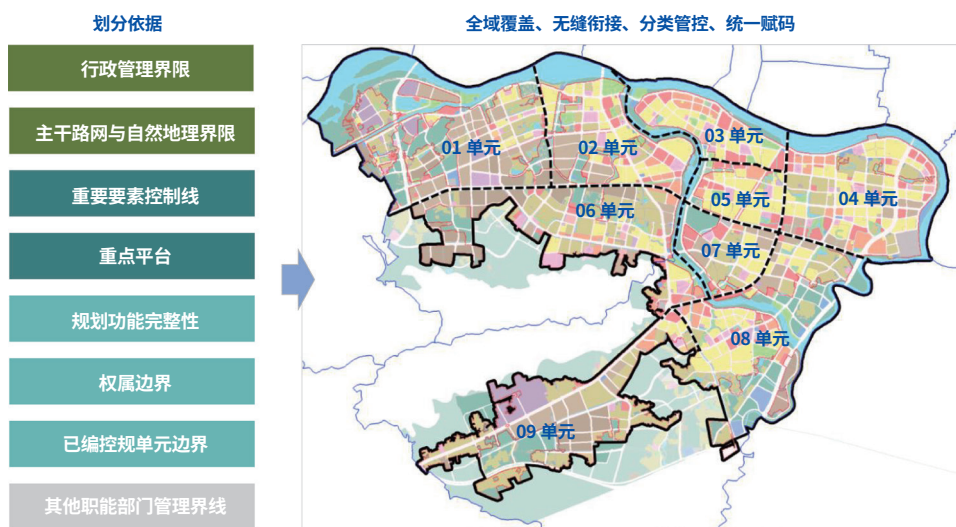 划分依据
行政管理界限
主干路网与自然地理界限
重要要素控制线
重点平台
规划功能完整性
权属边界
已编控规单元边界
其他职能部门管理界线
全域覆盖、无缝衔接、分类管控、统一赋码
01 单元
02 单元
03 单元
04 单元
05 单元
06 单元
07 单元
08 单元
09 单元